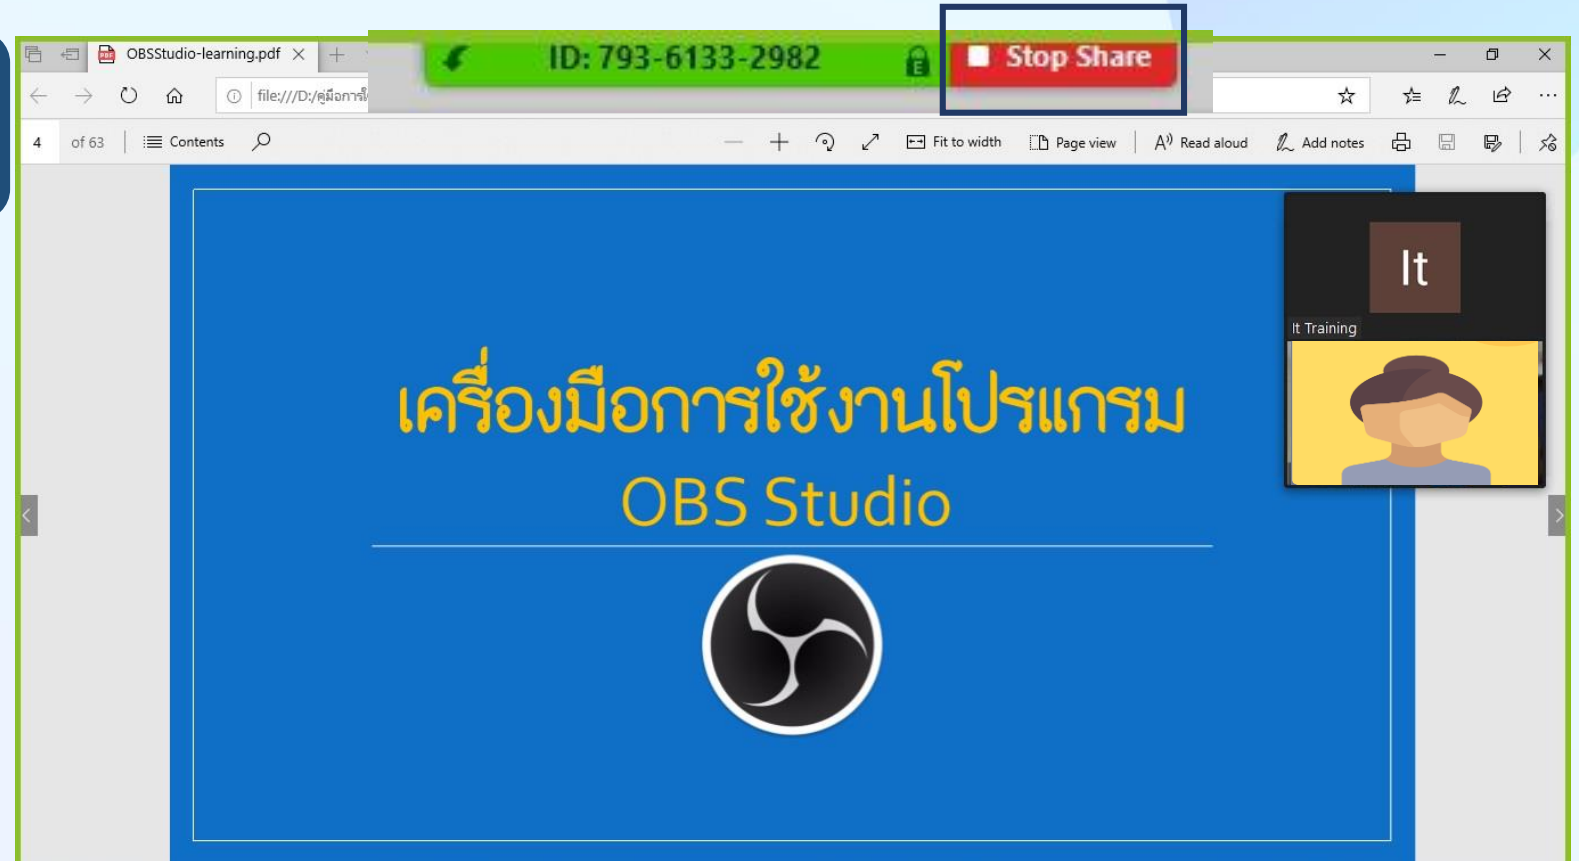 OBSStudio-learning.pdf
ID: 793-6133-2982
Stop Share
file:///D:/คู่มือการใ
4 of 63 Contents
Fit to width Page view Read aloud Add notes
It
It Training
เครื่องมือการใช้งานโปรแกรม
OBS Studio